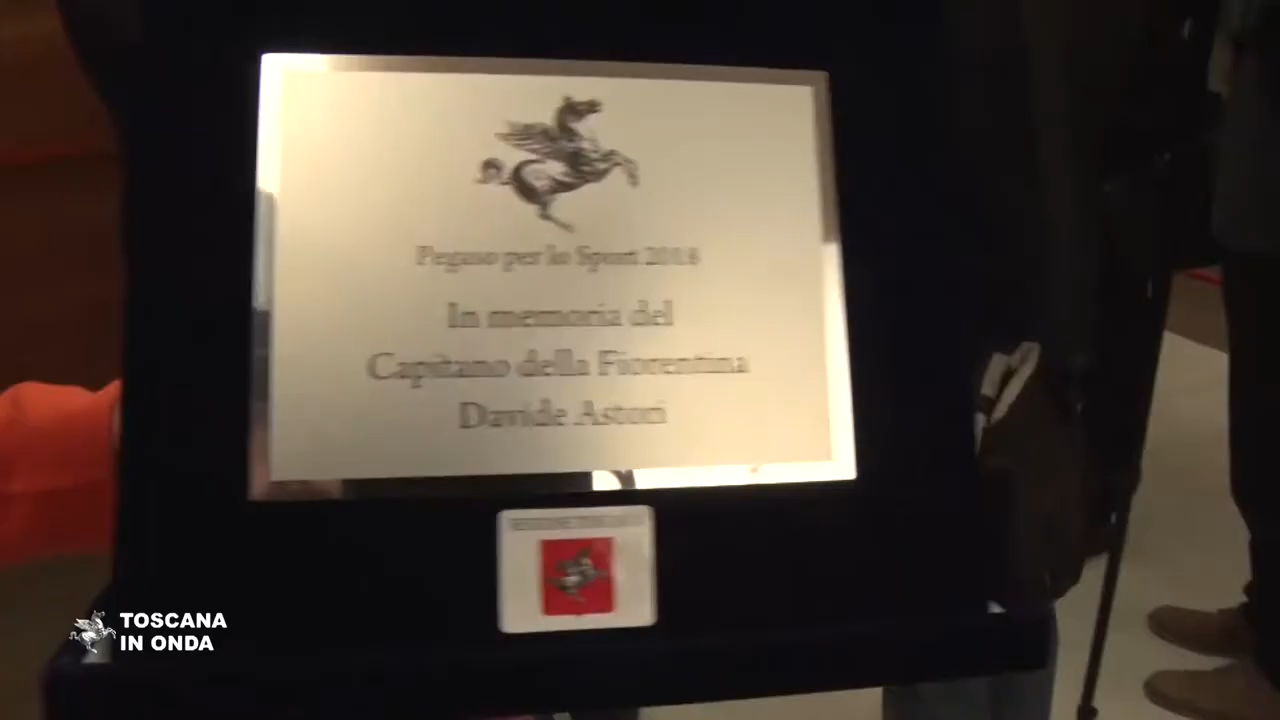 Pegaso per lo Sport 2018
In memoria del
Capitano della Fiorentina
Davide Astori
TOSCANA
IN ONDA